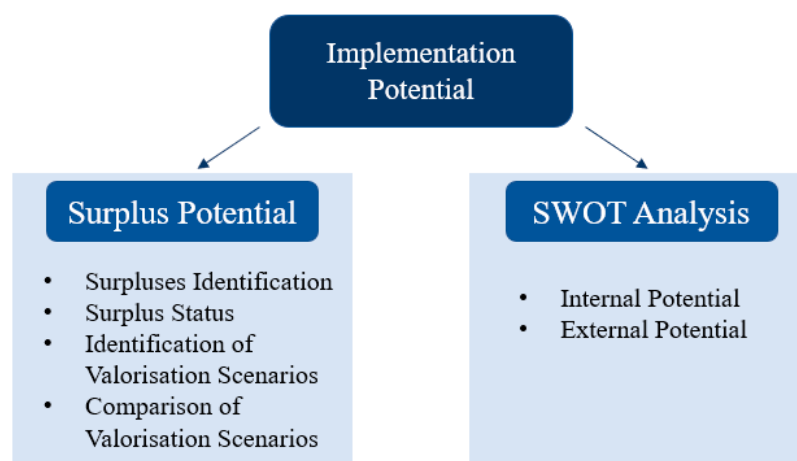 Implementation
Potential
Surplus Potential
• Surpluses Identification
• Surplus Status
• Identification of
Valorisation Scenarios
• Comparison of
Valorisation Scenarios
SWOT Analysis
• Internal Potential
• External Potential